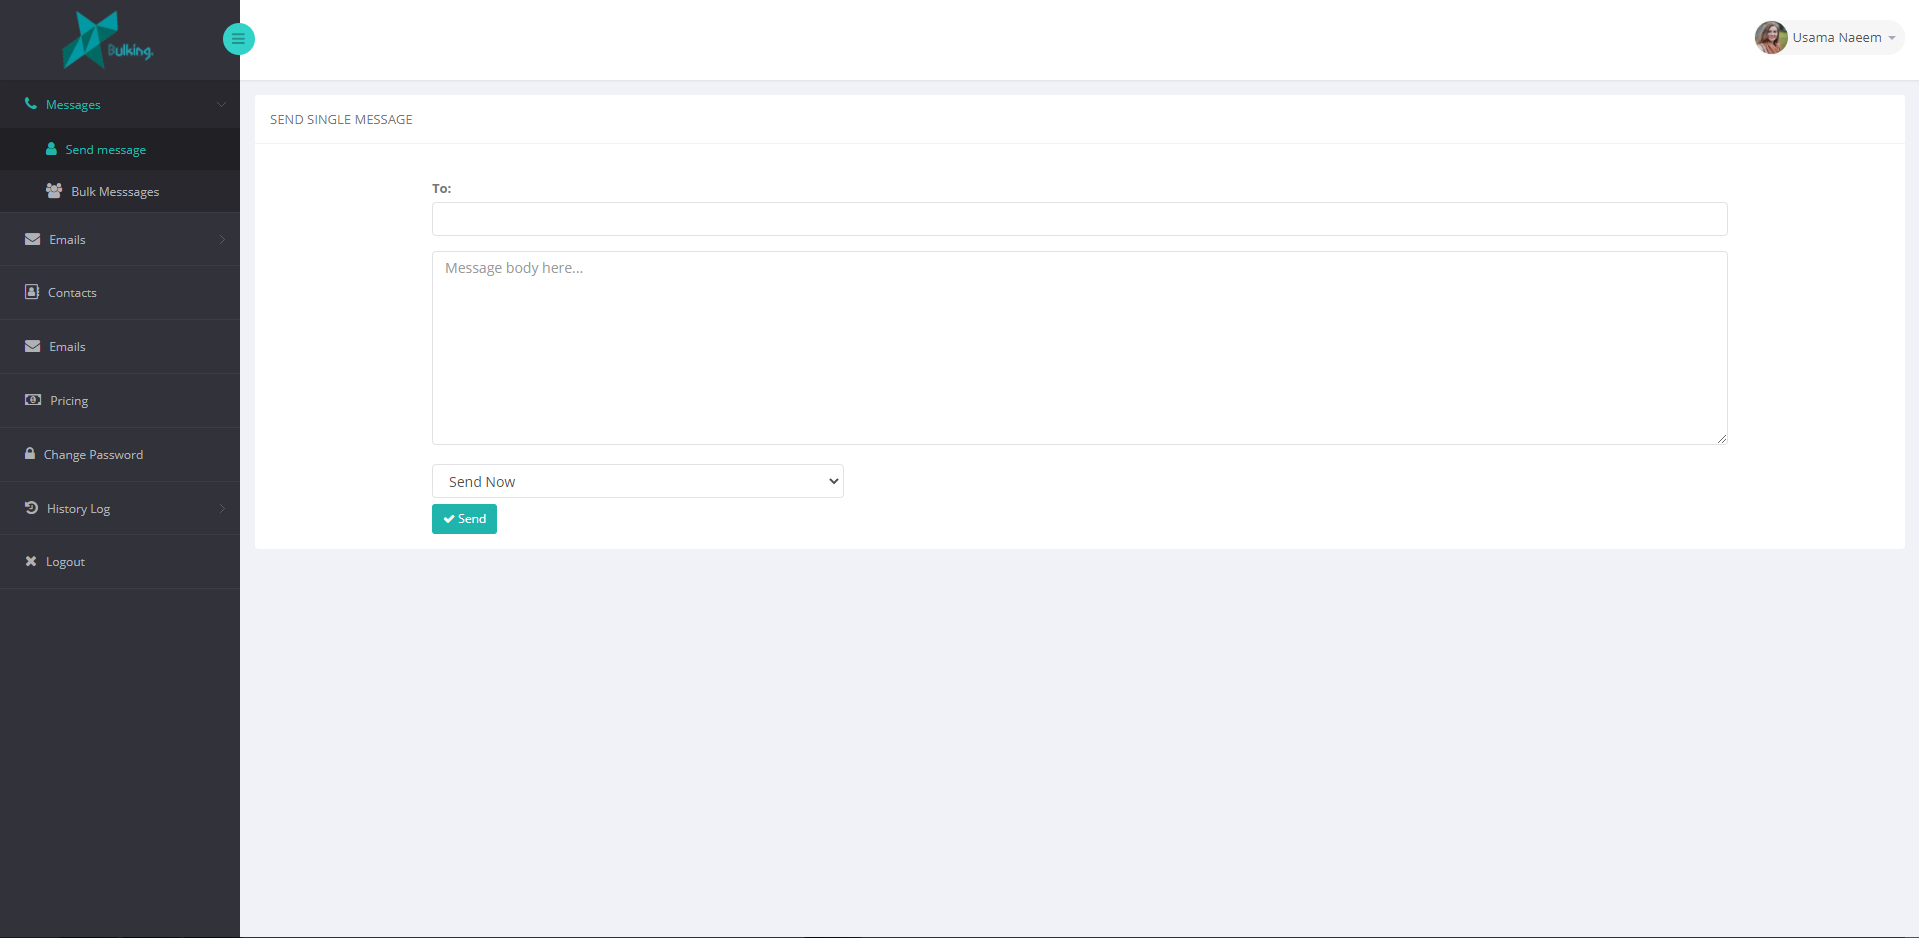 Bulking.
Usama Naeem
Messages
Send message
Bulk Messsages
Emails
Contacts
Emails
Pricing
Change Password
History Log
Logout
SEND SINGLE MESSAGE
To:
Message body here...
Send Now
Send